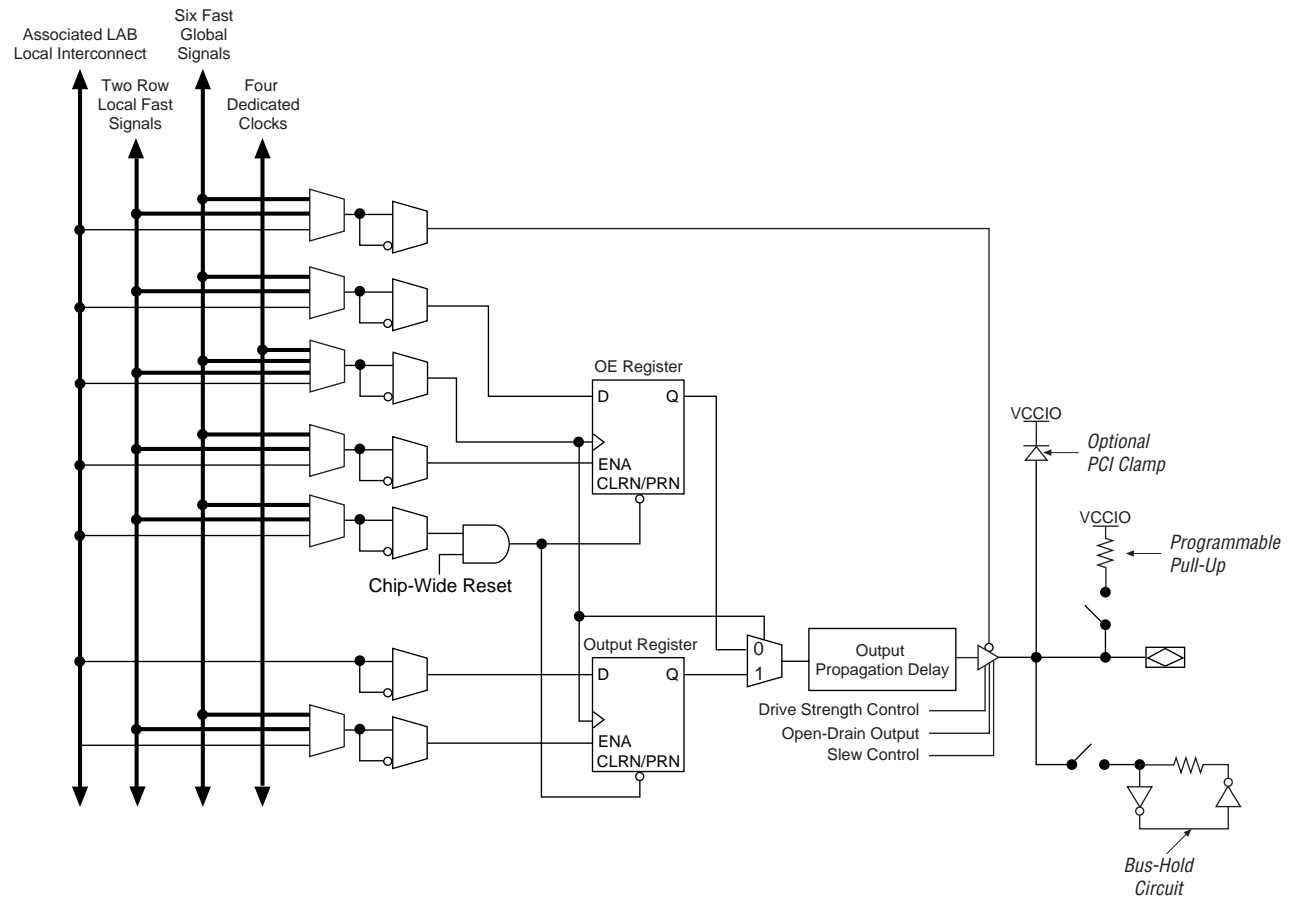 Associated LAB
Local Interconnect
Six Fast
Global
Signals
Two Row
Local Fast
Signals
Four
Dedicated
Clocks
OE Register
D
Q
ENA
CLRN/PRN
Chip-Wide Reset
Output Register
D
Q
ENA
CLRN/PRN
0
1
Output
Propagation Delay
Drive Strength Control
Open-Drain Output
Slew Control
VCCIO
Optional
PCI Clamp
VCCIO
Programmable
Pull-Up
Bus-Hold
Circuit